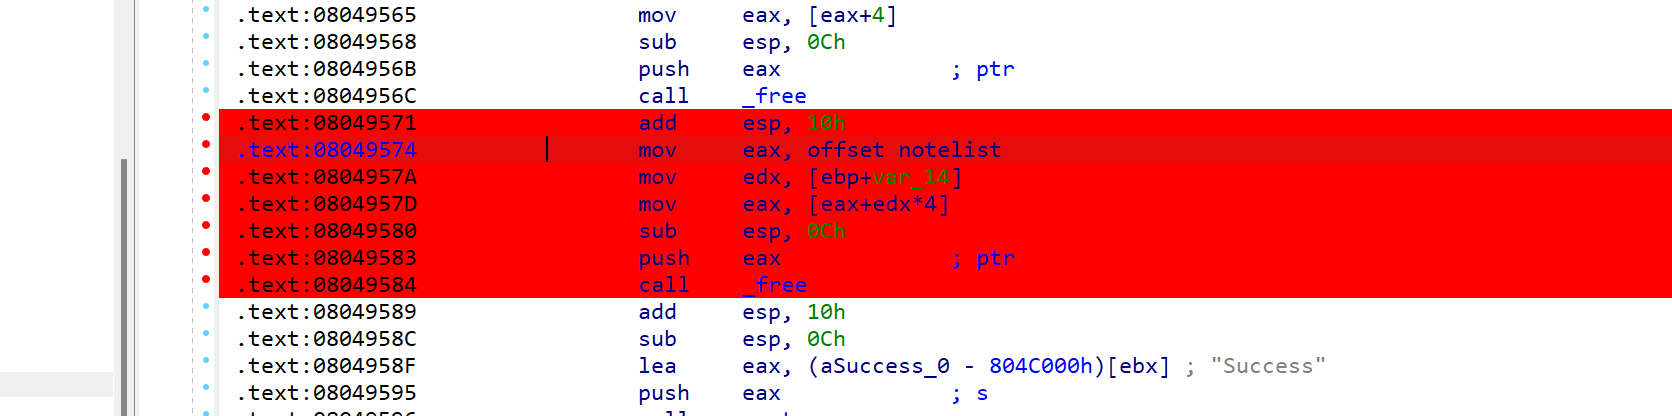 .text:08049565 mov eax, [eax+4]
.text:08049568 sub esp, 0Ch
.text:0804956B push eax ; ptr
.text:0804956C call _free
.text:08049571 add esp, 10h
.text:08049574 mov eax, offset notelist
.text:0804957A mov edx, [ebp+var_14]
.text:0804957D mov eax, [eax+edx*4]
.text:08049580 sub esp, 0Ch
.text:08049583 push eax ; ptr
.text:08049584 call _free
.text:08049589 add esp, 10h
.text:0804958C sub esp, 0Ch
.text:0804958F lea eax, (aSuccess_0 - 804C000h)[ebx] ; "Success"
.text:08049595 push eax ; s